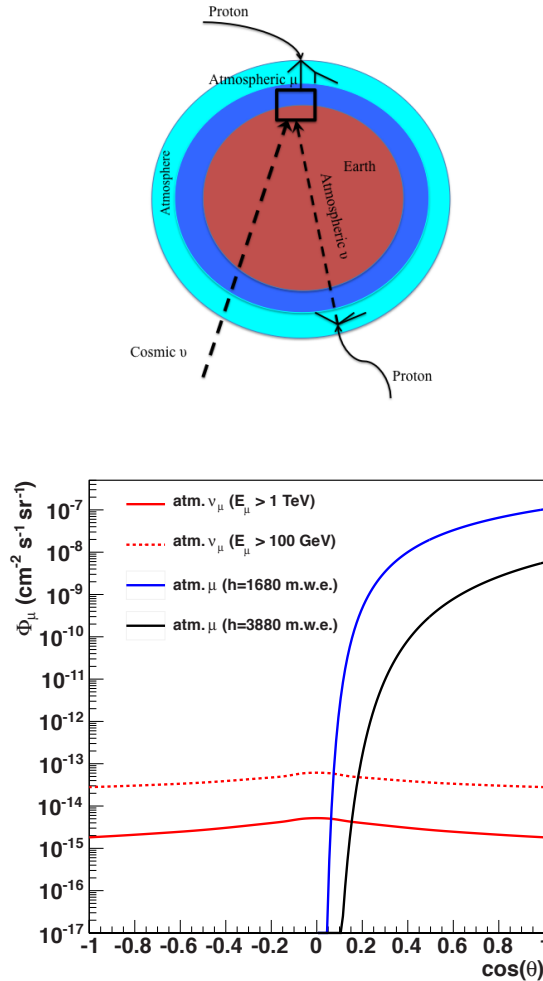 Proton
Atmospheric μ
Atmosphere
Earth
Atmospheric υ
Cosmic υ
Proton
Φμ (cm-2 s-1 sr-1)
atm. νμ (Eμ > 1 TeV)
atm. νμ (Eμ > 100 GeV)
atm. μ (h=1680 m.w.e.)
atm. μ (h=3880 m.w.e.)
10-7
10-8
10-9
10-10
10-11
10-12
10-13
10-14
10-15
10-16
10-17
-1 -0.8 -0.6 -0.4 -0.2 0 0.2 0.4 0.6 0.8 1
cos(θ)